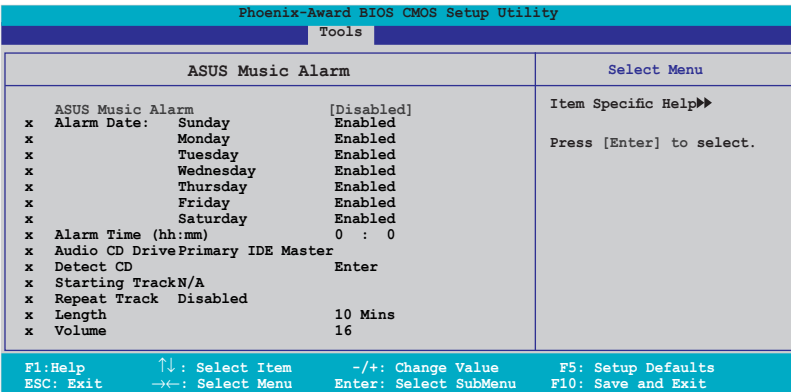 Phoenix-Award BIOS CMOS Setup Utility
Tools
ASUS Music Alarm
Select Menu
ASUS Music Alarm [Disabled]
x Alarm Date: Sunday Enabled
x Monday Enabled
x Tuesday Enabled
x Wednesday Enabled
x Thursday Enabled
x Friday Enabled
x Saturday Enabled
x Alarm Time (hh:mm) 0 : 0
x Audio CD Drive Primary IDE Master
x Detect CD Enter
x Starting Track N/A
x Repeat Track Disabled
x Length 10 Mins
x Volume 16
Item Specific Help▶▶
Press [Enter] to select.
F1:Help ↑↓: Select Item -/+: Change Value F5: Setup Defaults
ESC: Exit →←: Select Menu Enter: Select SubMenu F10: Save and Exit